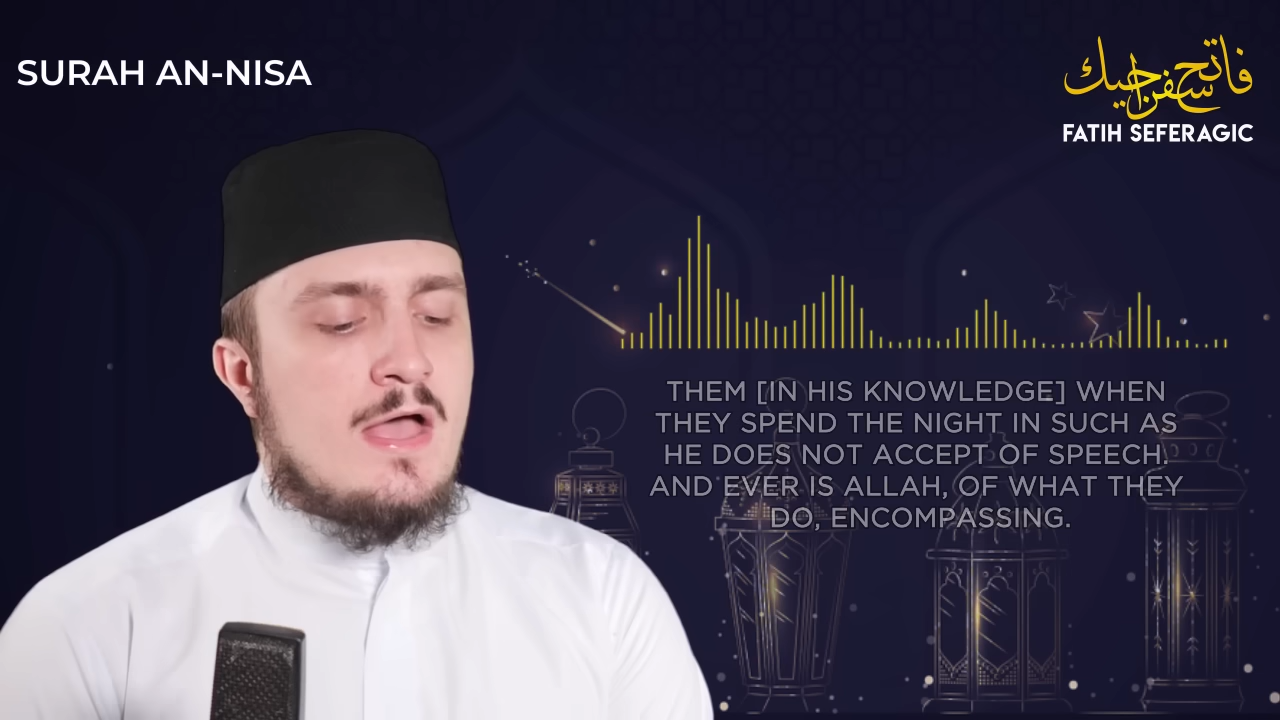 SURAH AN-NISA
فاتح سفرجيك
FATIH SEFERAGIC
THEM [IN HIS KNOWLEDGE] WHEN
THEY SPEND THE NIGHT IN SUCH AS
HE DOES NOT ACCEPT OF SPEECH.
AND EVER IS ALLAH, OF WHAT THEY
DO, ENCOMPASSING.